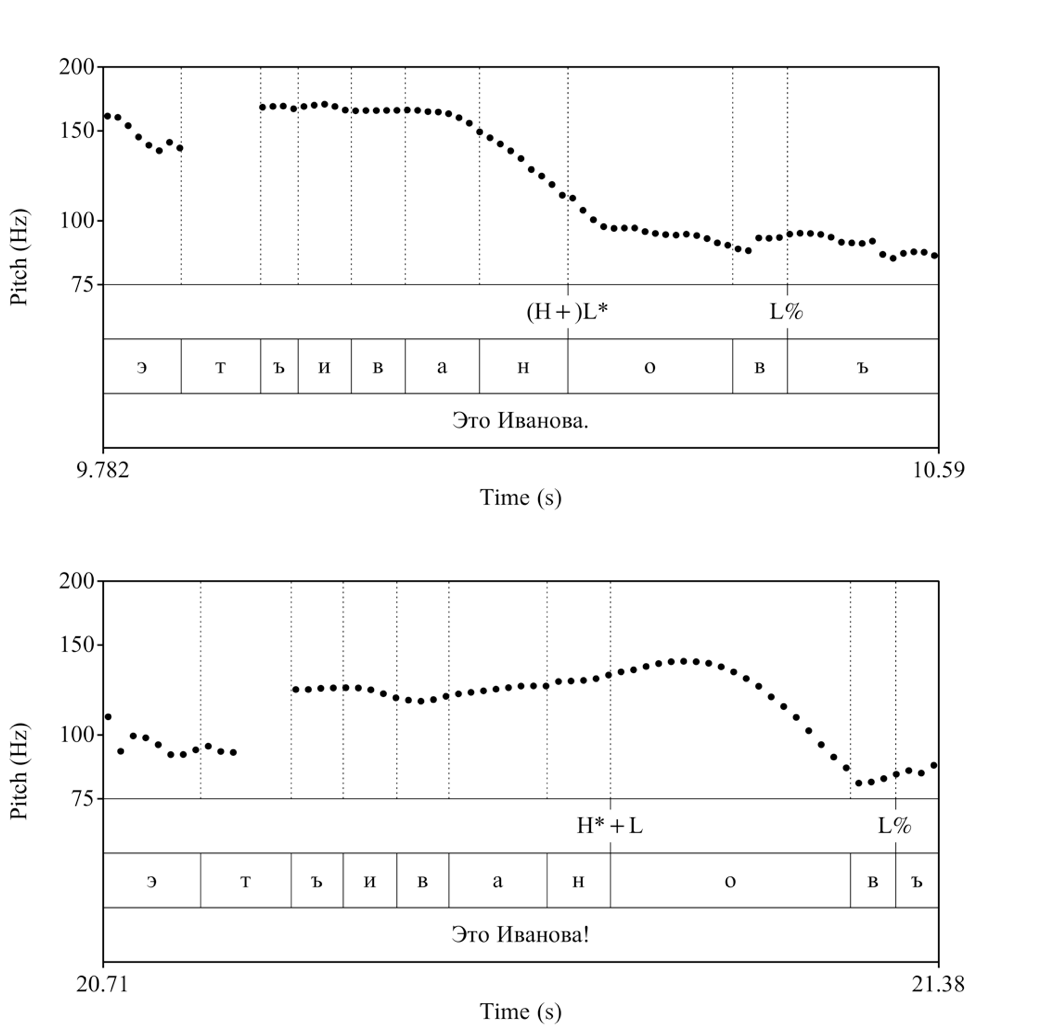 200
150
100
75
Pitch (Hz)
(H+)L* L%
э т ъ и в а н о в ъ
Это Иванова.
9.782 10.59
Time (s)
200
150
100
75
Pitch (Hz)
H*+L L%
э т ъ и в а н о в ъ
Это Иванова!
20.71 21.38
Time (s)